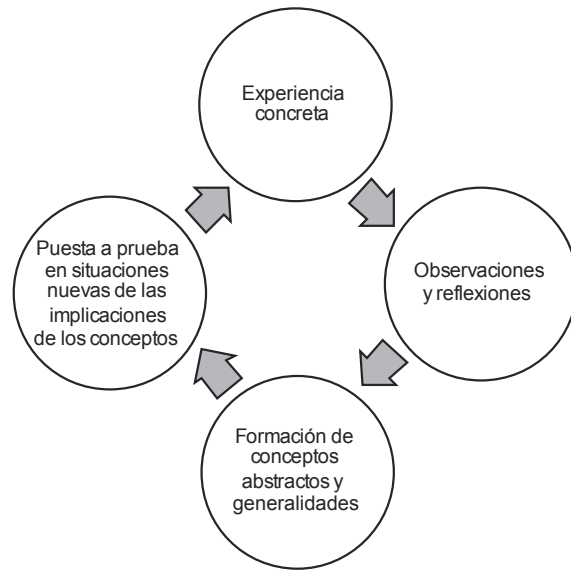 Experiencia
concreta
Observaciones
y reflexiones
Formación de
conceptos
abstractos y
generalidades
Puesta a prueba
en situaciones
nuevas de las
implicaciones
de los conceptos